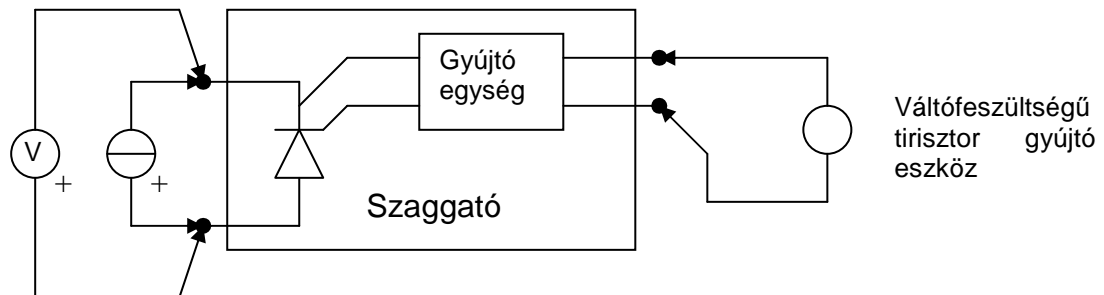 Gyújtó
egység
Váltófeszültségű
tirisztor gyújtó
eszköz
V
+
+
Szaggató